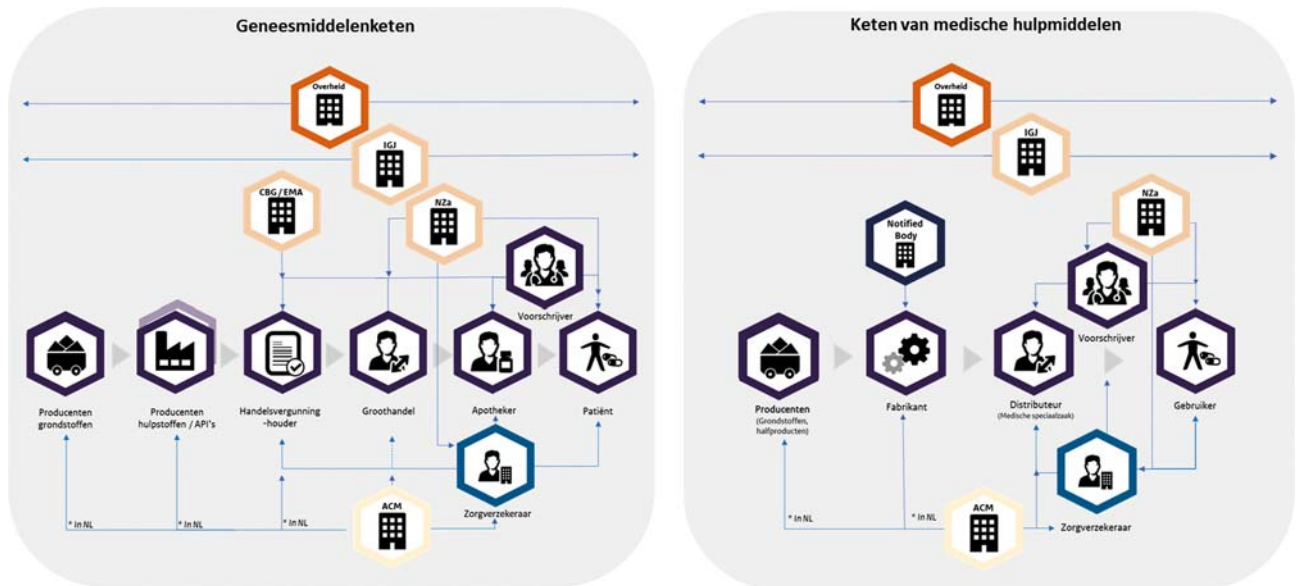 Geneesmiddelenketen
Overheid
IGJ
CBG / EMA
NZa
Voorschrijver
Producenten
grondstoffen
Producenten
hulpstoffen / API's
Handelsvergunning
-houder
Groothandel
Apotheker
Patiënt
* In NL
* In NL
* In NL
ACM
Zorgverzekeraar
Keten van medische hulpmiddelen
Overheid
IGJ
NZa
Notified
Body
Voorschrijver
Producenten
(Grondstoffen,
halfproducten)
Fabrikant
Distributeur
(Medische speciaalzaak)
Gebruiker
* In NL
* In NL
ACM
Zorgverzekeraar